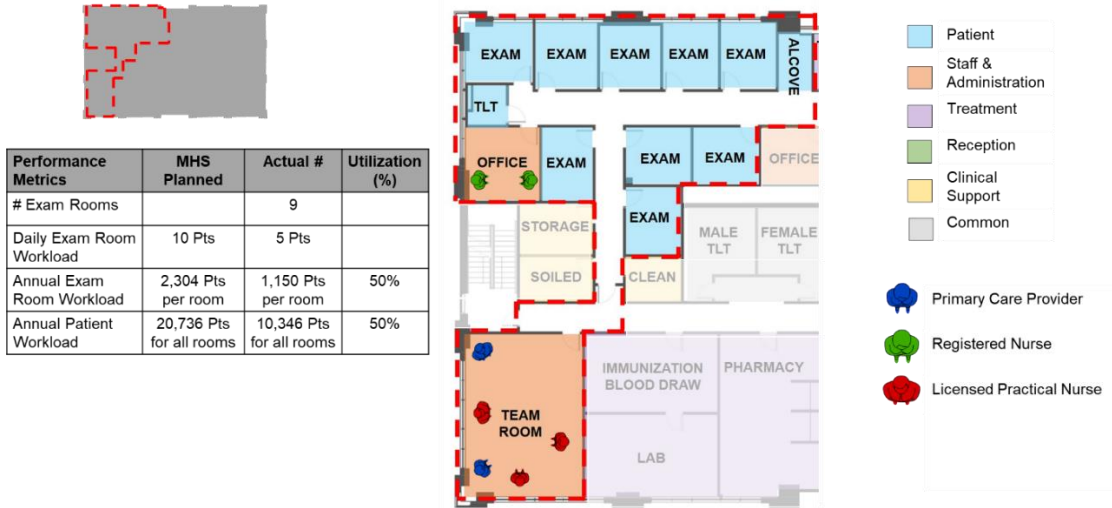 Performance Metrics
MHS Planned
Actual #
Utilization (%)
# Exam Rooms
9
Daily Exam Room Workload
10 Pts
5 Pts
Annual Exam Room Workload
2,304 Pts per room
1,150 Pts per room
50%
Annual Patient Workload
20,736 Pts for all rooms
10,346 Pts for all rooms
50%
EXAM
EXAM
EXAM
EXAM
EXAM
ALCOVE
TLT
OFFICE
EXAM
EXAM
EXAM
OFFICE
EXAM
STORAGE
MALE TLT
FEMALE TLT
SOILED
CLEAN
IMMUNIZATION BLOOD DRAW
PHARMACY
TEAM ROOM
LAB
Patient
Staff &
Administration
Treatment
Reception
Clinical
Support
Common
Primary Care Provider
Registered Nurse
Licensed Practical Nurse